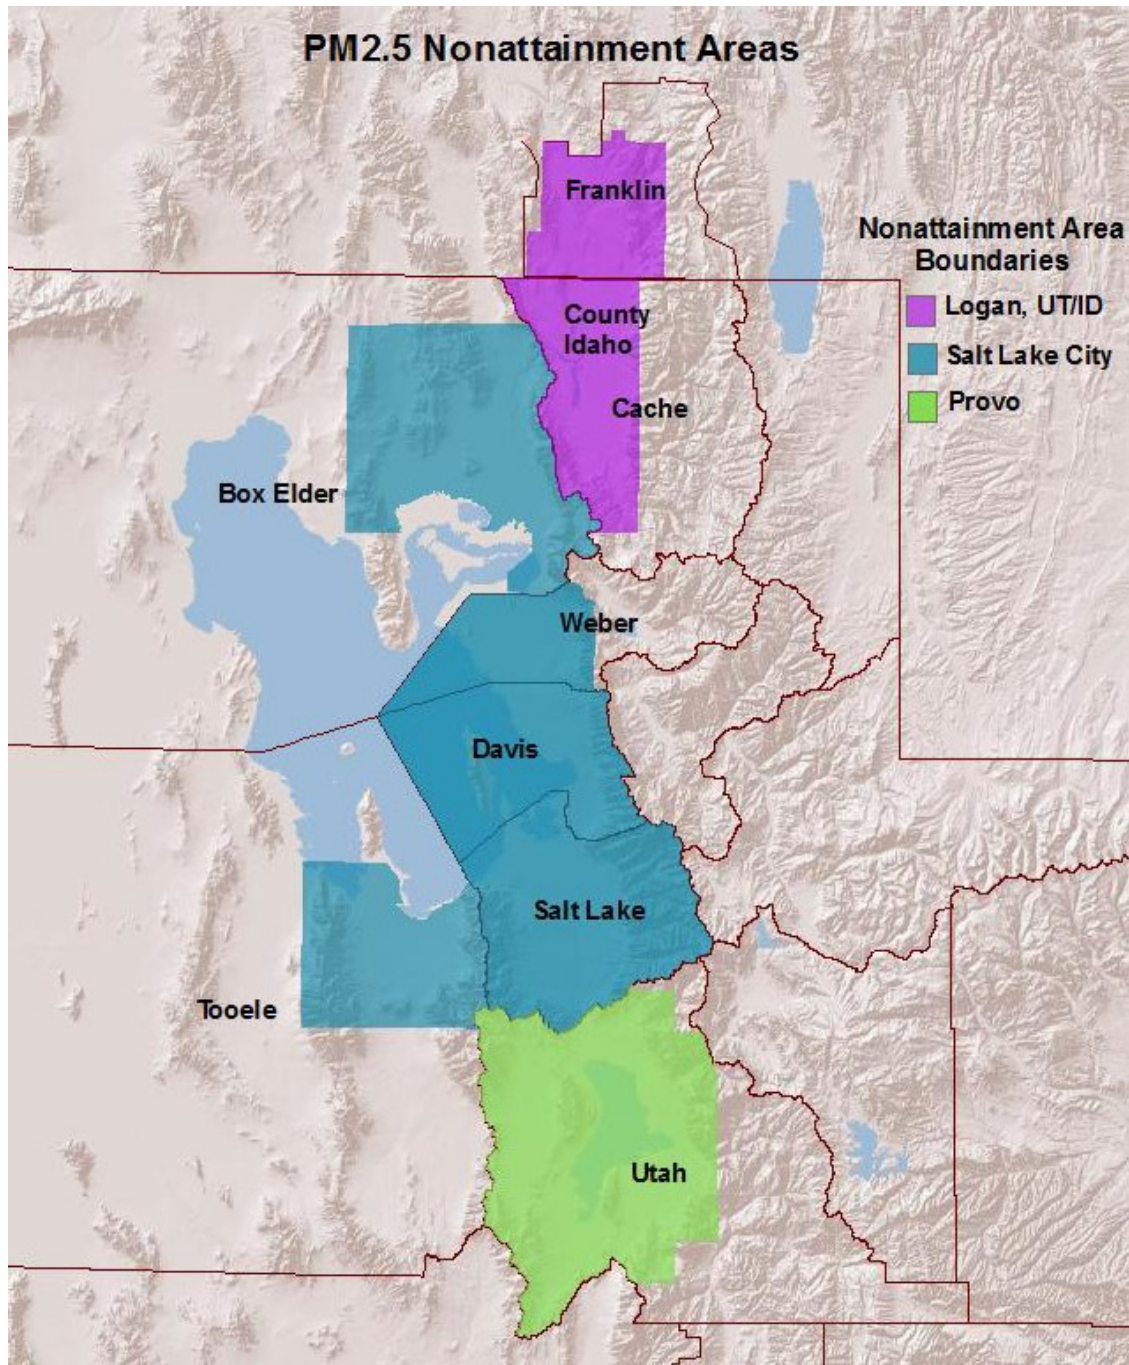 PM2.5 Nonattainment Areas
Franklin
Nonattainment Area
Boundaries
Logan, UT/ID
Salt Lake City
Provo
County
Idaho
Cache
Box Elder
Weber
Davis
Salt Lake
Tooele
Utah